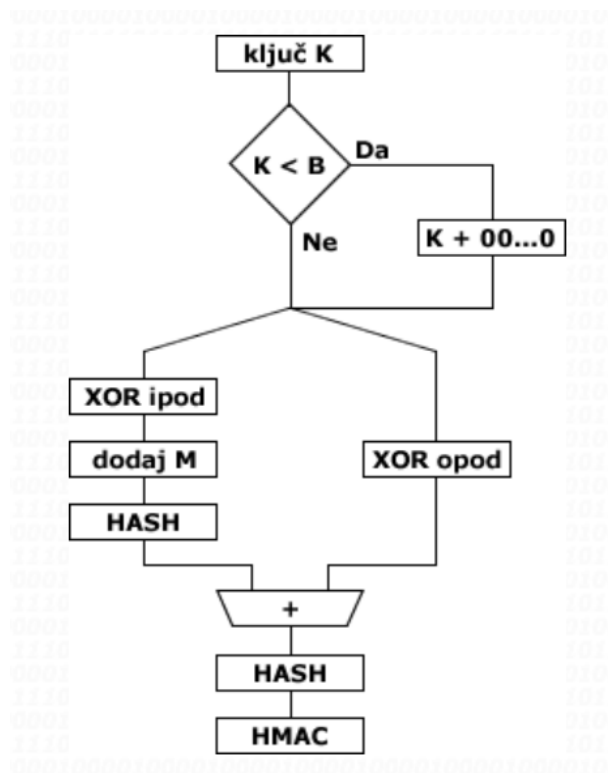 ključ K
K < B
Da
Ne
K + 00...0
XOR ipod
dodaj M
XOR opod
HASH
+
HASH
HMAC